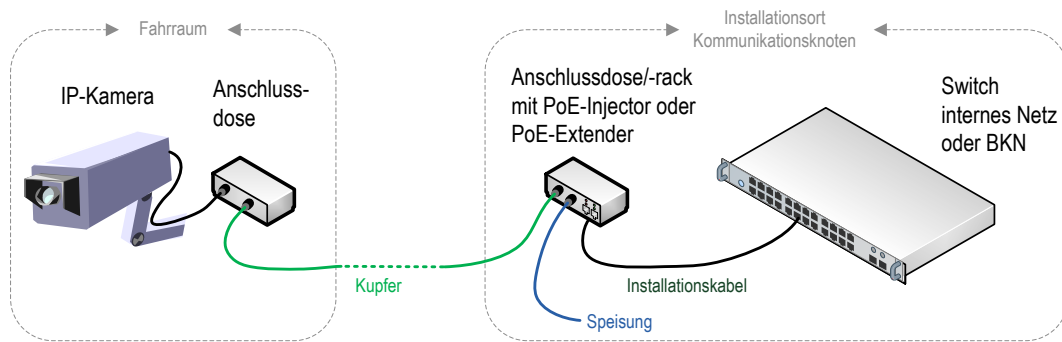 Fahrraum
Installationsort
Kommunikationsknoten
IP-Kamera
Anschluss-
dose
Anschlussdose/-rack
mit PoE-Injector oder
PoE-Extender
Switch
internes Netz
oder BKN
Kupfer
Installationskabel
Speisung